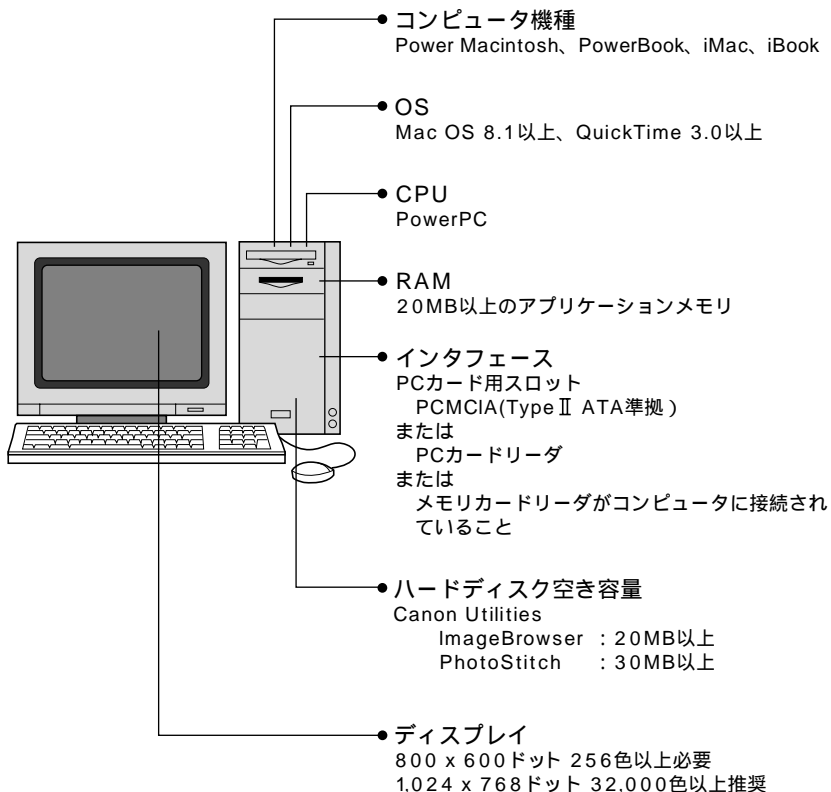 コンピュータ機種
Power Macintosh、PowerBook、iMac、iBook
OS
Mac OS 8.1以上、QuickTime 3.0以上
CPU
PowerPC
RAM
20MB以上のアプリケーションメモリ
インタフェース
PCカード用スロット
PCMCIA(TypeⅡ ATA準拠)
または
PCカードリーダ
または
メモリカードリーダがコンピュータに接続され
ていること
ハードディスク空き容量
Canon Utilities
ImageBrowser : 20MB以上
PhotoStitch : 30MB以上
ディスプレイ
800 x 600ドット 256色以上必要
1,024 x 768ドット 32,000色以上推奨